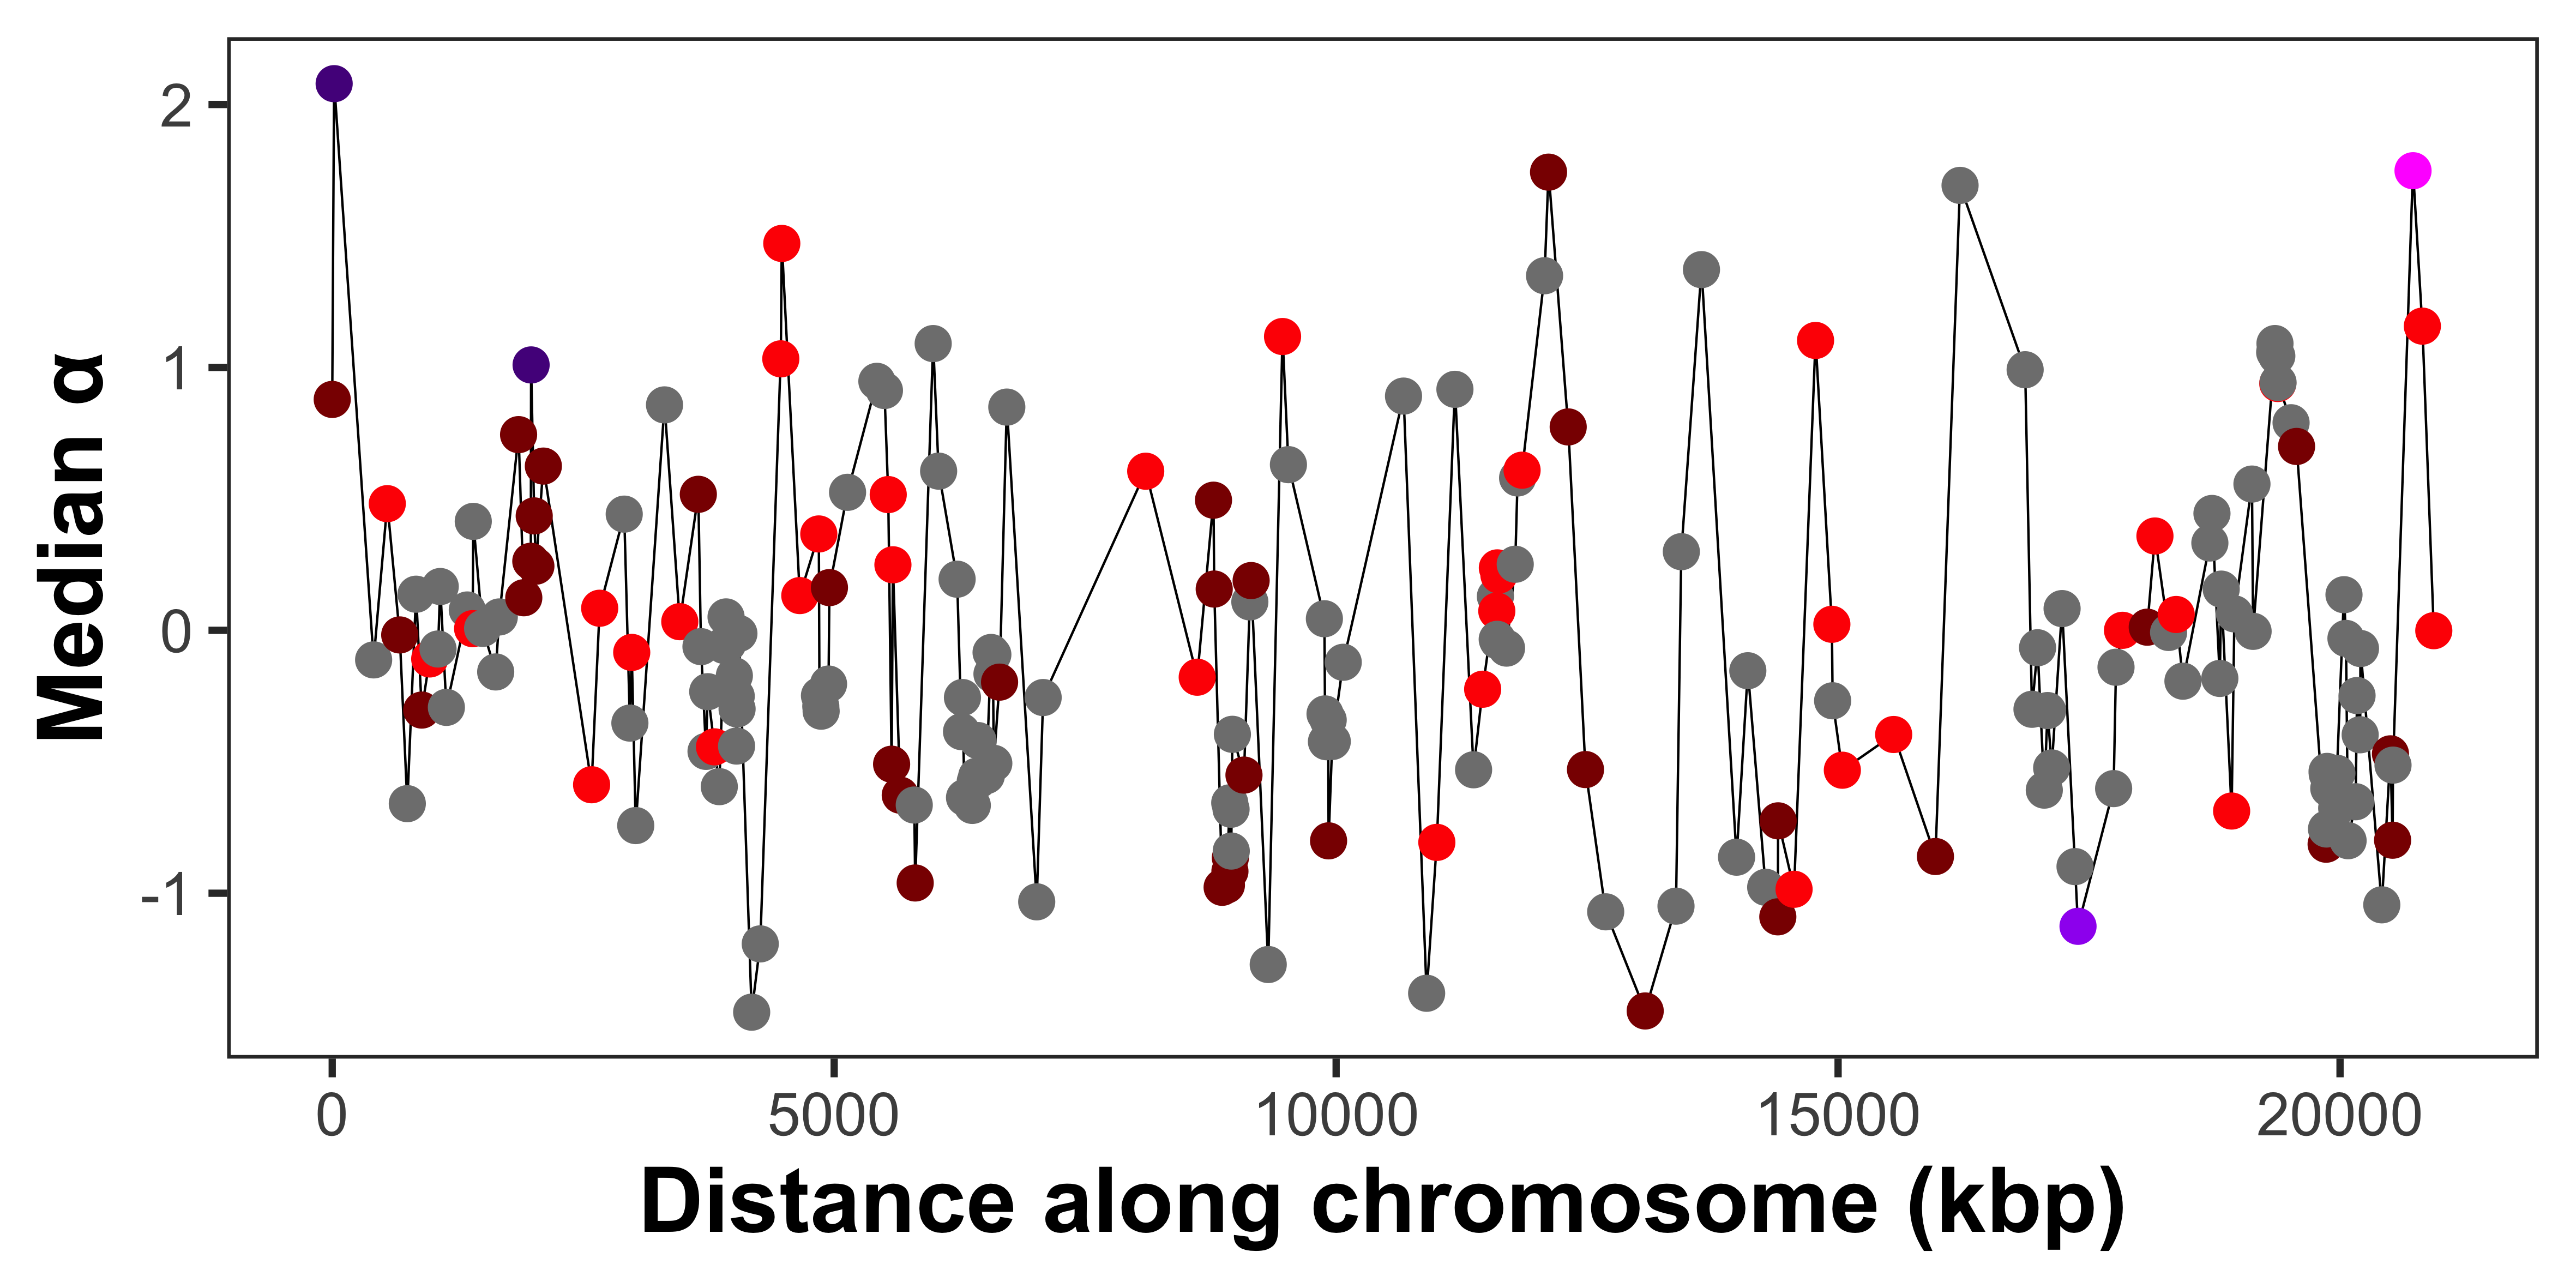 Median α
2
1
0
-1
0 5000 10000 15000 20000
Distance along chromosome (kbp)